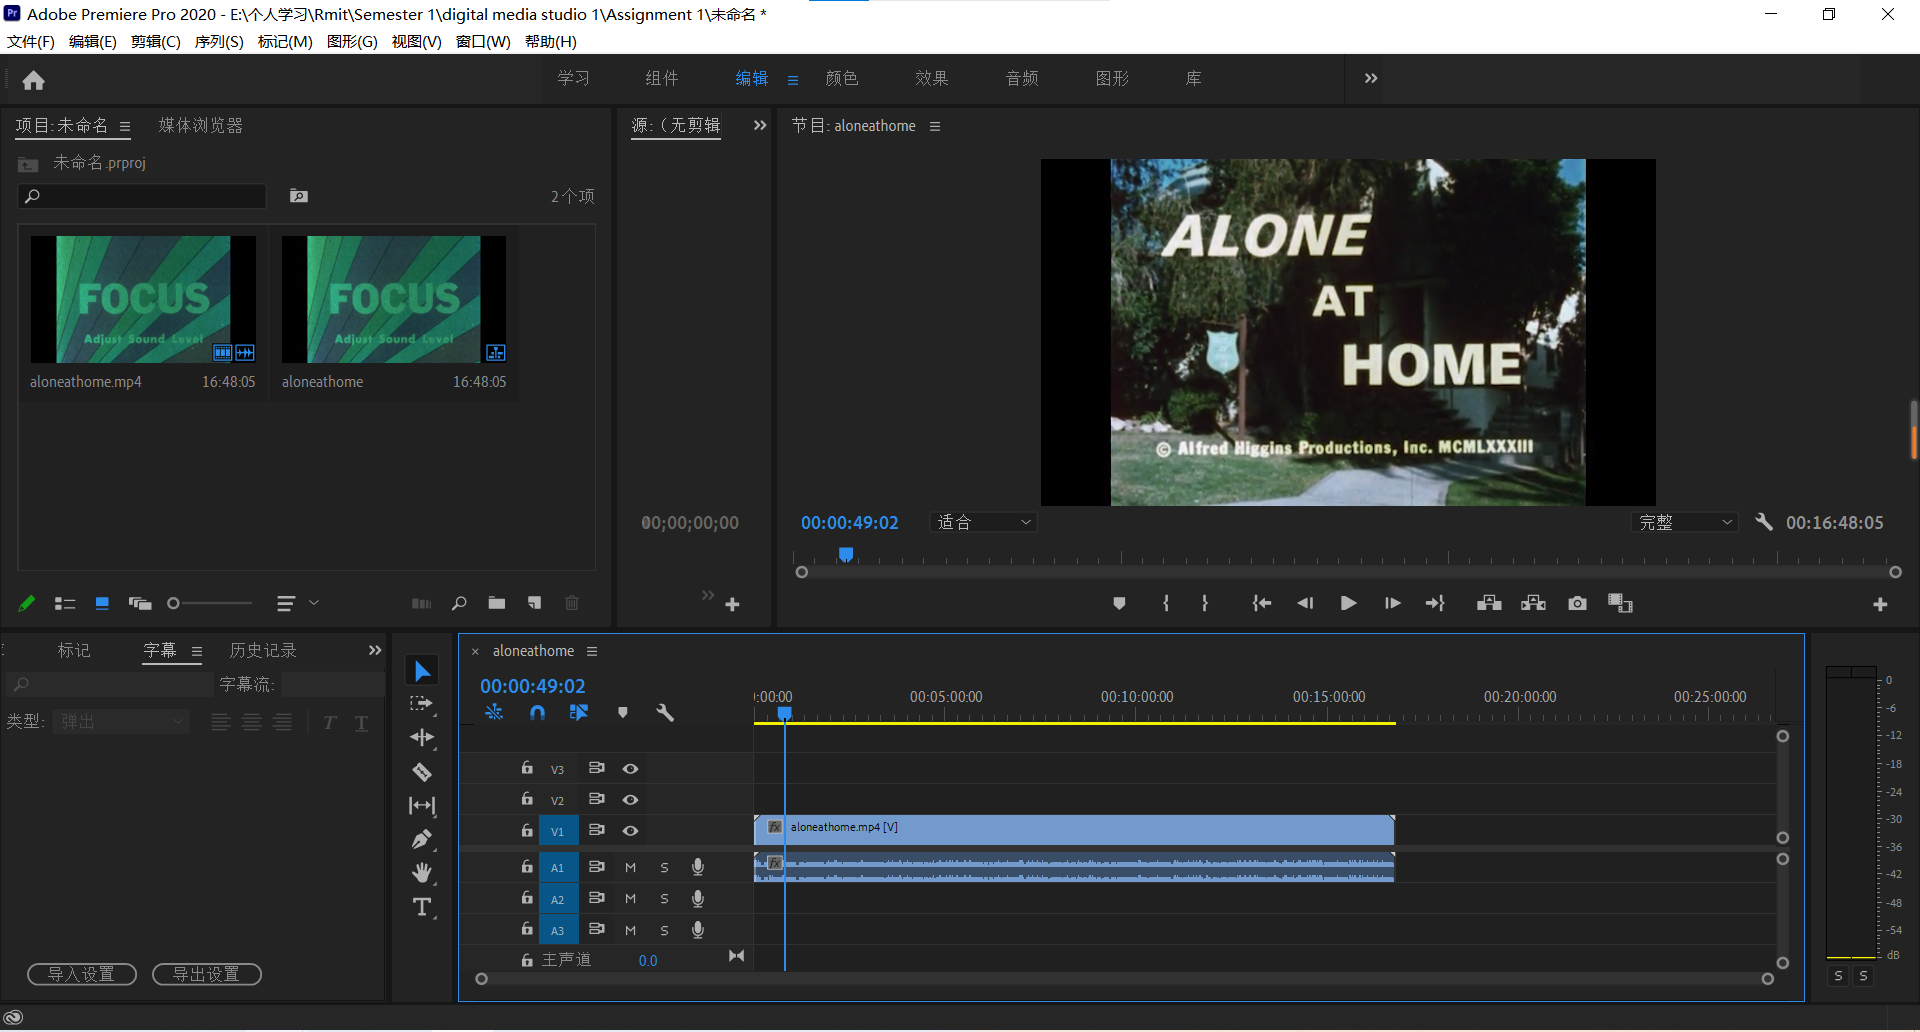 Adobe Premiere Pro 2020 - E:\个人学习\Rmit\Semester 1\digital media studio 1\Assignment 1\未命名 *
文件(F) 编辑(E) 剪辑(C) 序列(S) 标记(M) 图形(G) 视图(V) 窗口(W) 帮助(H)
学习 组件 编辑 颜色 效果 音频 图形 库
项目: 未命名 媒体浏览器
未命名.prproj
2 个项
FOCUS
Adjust Sound Level
aloneathome.mp4 16:48:05
FOCUS
Adjust Sound Level
aloneathome 16:48:05
源:（无剪辑
00;00;00;00
节目: aloneathome
ALONE
AT
HOME
© Alfred Higgins Productions, Inc. MCMLXXXIII
00:00:49:02 适合 完整 00:16:48:05
标记 字幕 历史记录
字幕流:
类型: 弹出
导入设置 导出设置
× aloneathome
00:00:49:02
:00:00 00:05:00:00 00:10:00:00 00:15:00:00 00:20:00:00 00:25:00:00
V3
V2
V1 fx aloneathome.mp4 [V]
A1 M S fx
A2 M S
A3 M S
主声道 0.0
0
-6
-12
-18
-24
-30
-36
-42
-48
-54
dB
S S